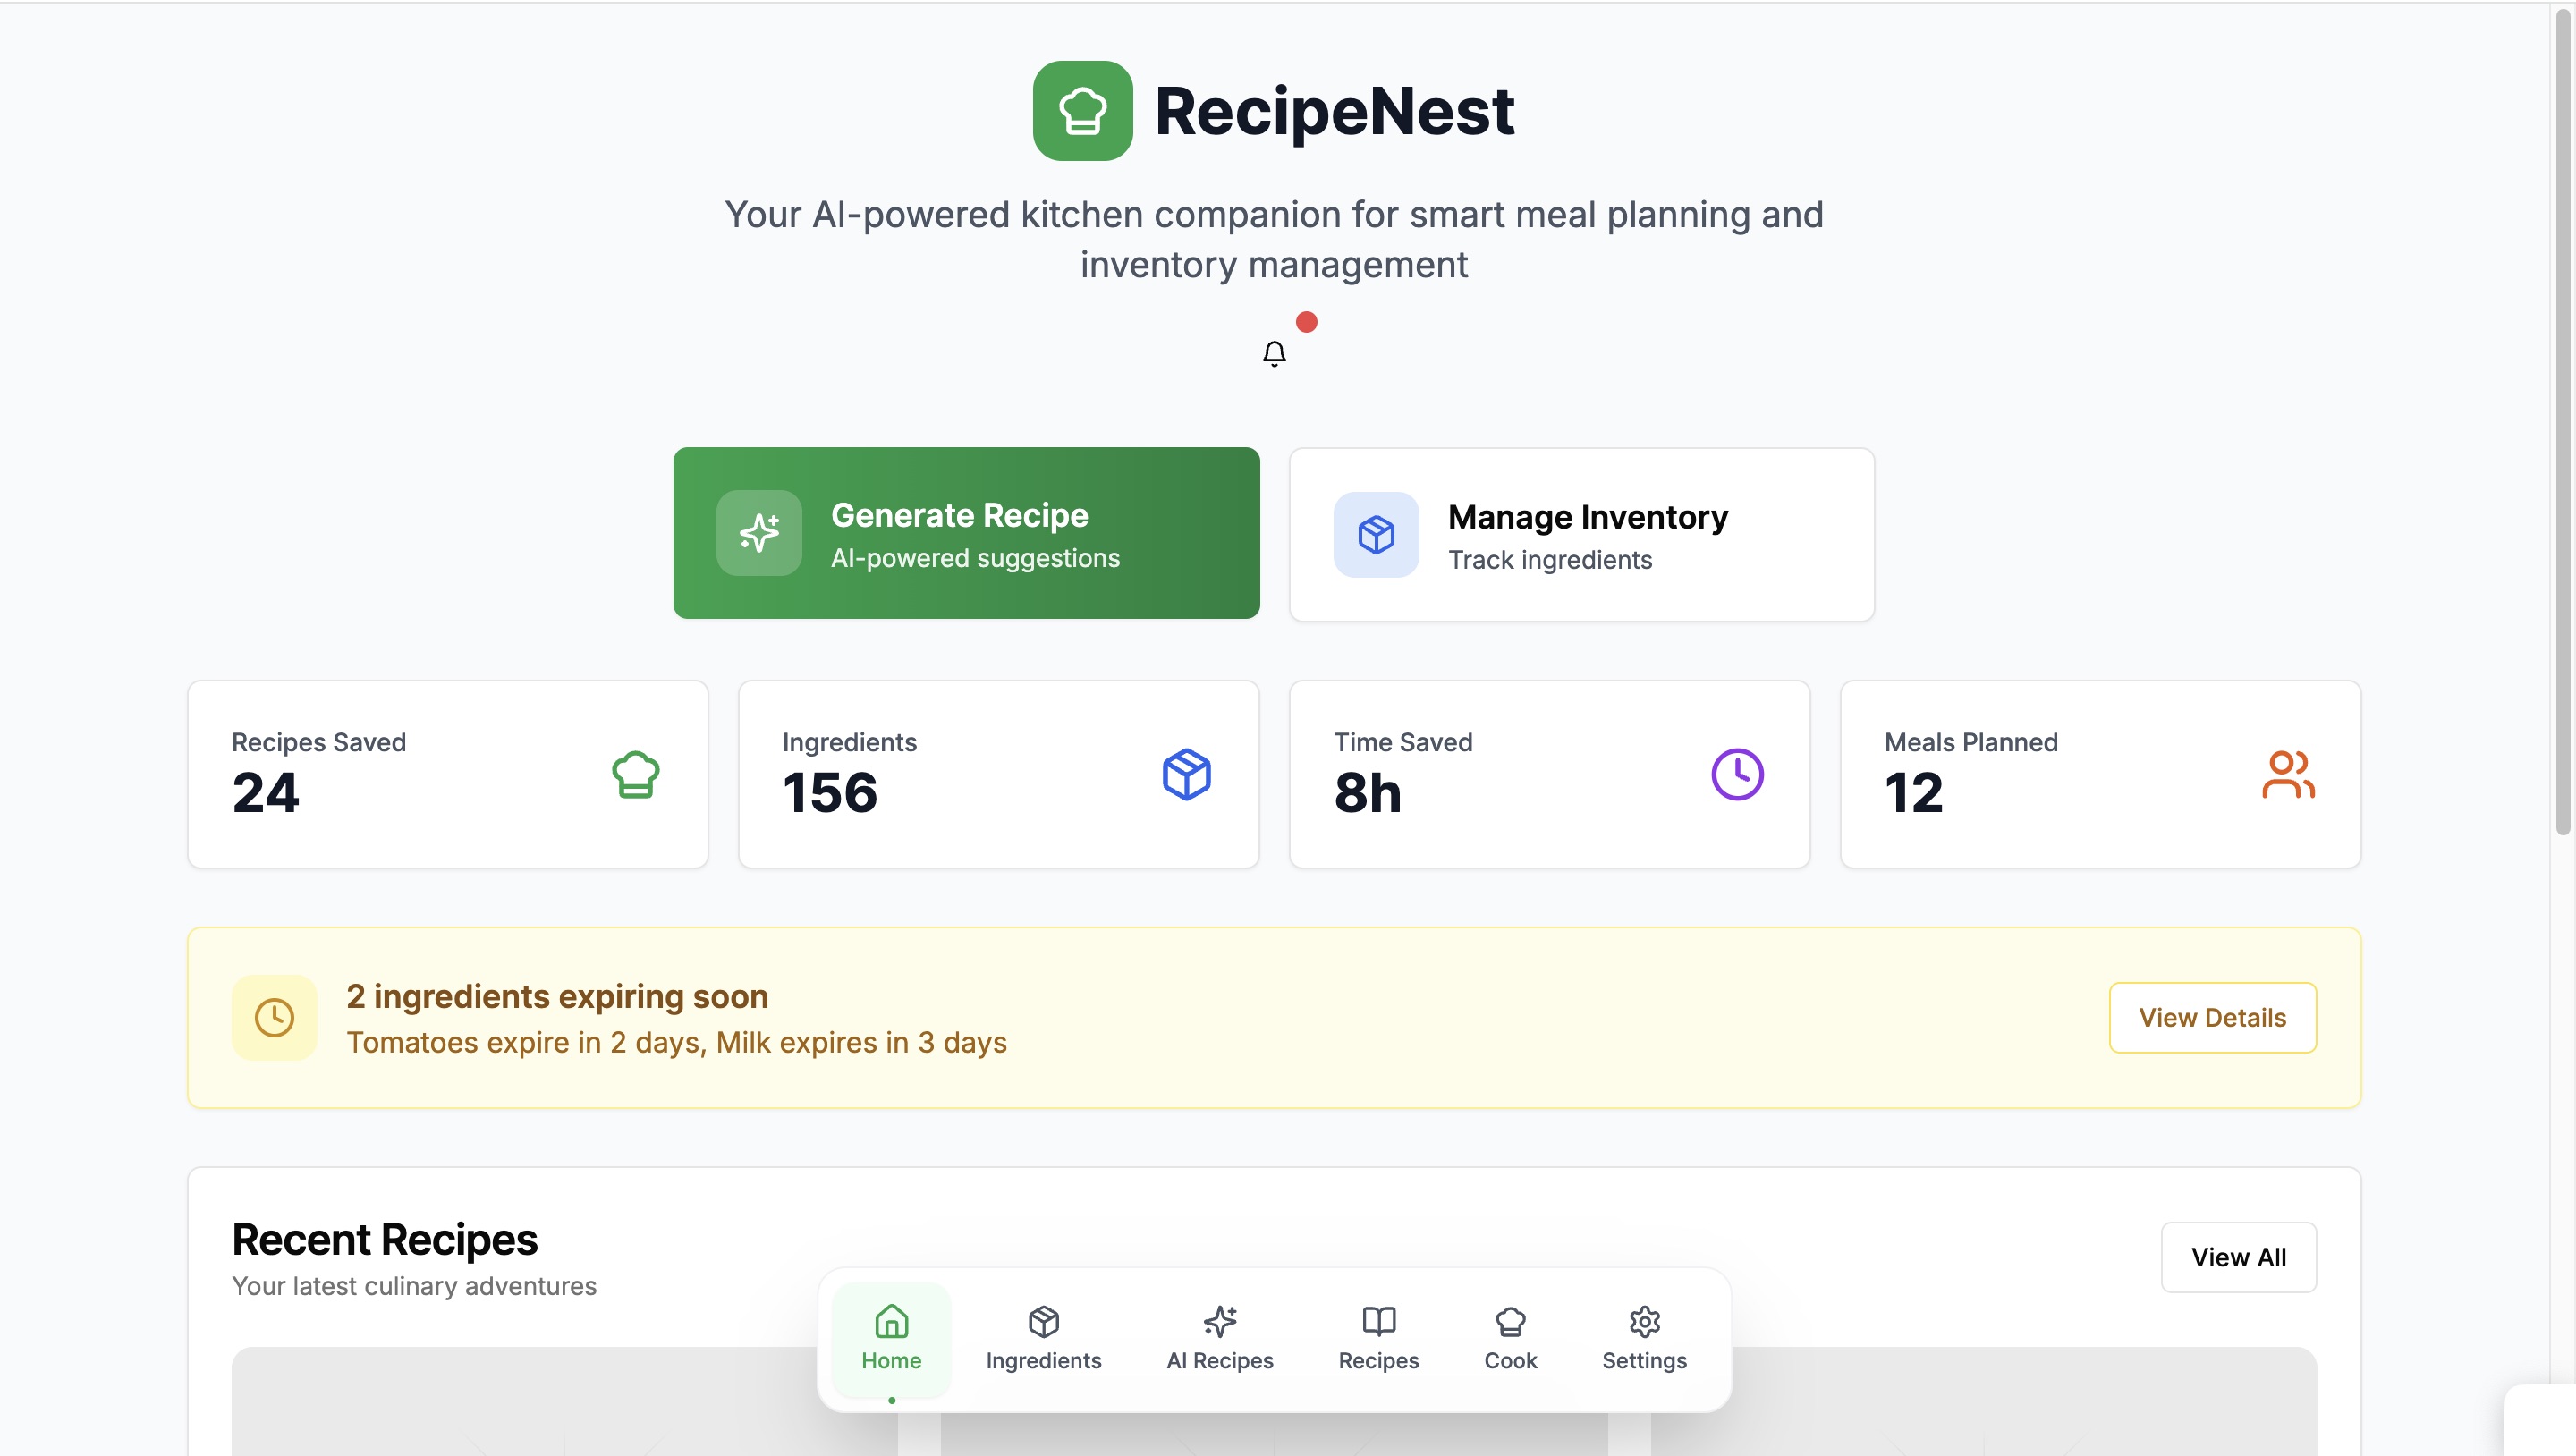 RecipeNest
Your AI-powered kitchen companion for smart meal planning and
inventory management
Generate Recipe
AI-powered suggestions
Manage Inventory
Track ingredients
Recipes Saved
24
Ingredients
156
Time Saved
8h
Meals Planned
12
2 ingredients expiring soon
Tomatoes expire in 2 days, Milk expires in 3 days
View Details
Recent Recipes
Your latest culinary adventures
View All
Home
Ingredients
AI Recipes
Recipes
Cook
Settings